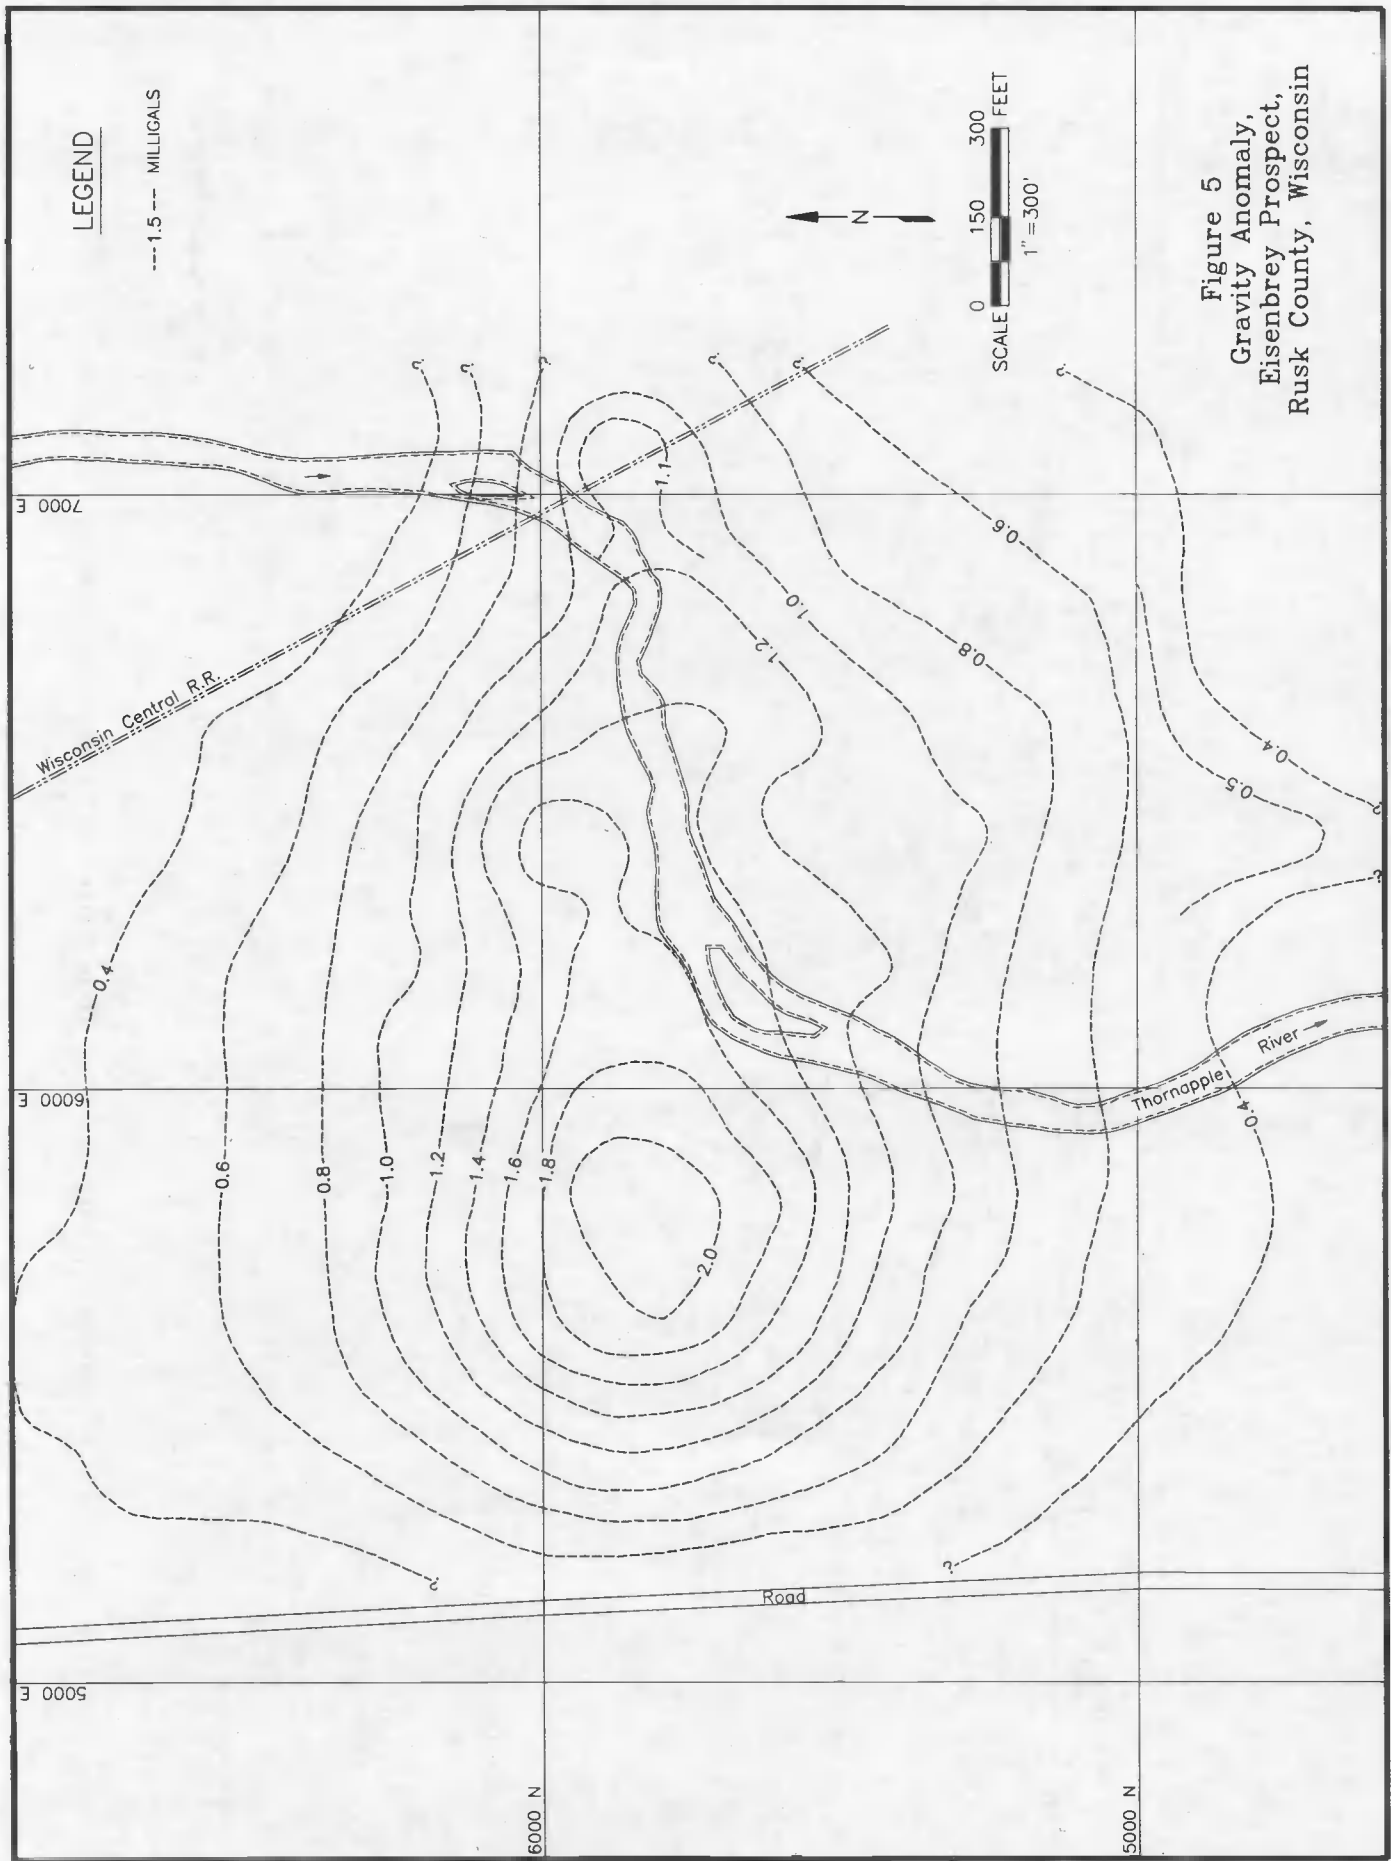 LEGEND
---1.5-- MILLIGALS
7000 E
Wisconsin Central R.R.
N
0 150 300
SCALE FEET
1"=300'
Figure 5
Gravity Anomaly,
Eisenbrey Prospect,
Rusk County, Wisconsin
?
?
?
?
?
?
1.1
0.6
1.0
1.2
0.8
0.4
0.5
?
?
0.4
6000 E
0.6
0.8
1.0
1.2
1.4
1.6
1.8
2.0
Thornapple River
0.4
?
?
Road
5000 E
6000 N
5000 N